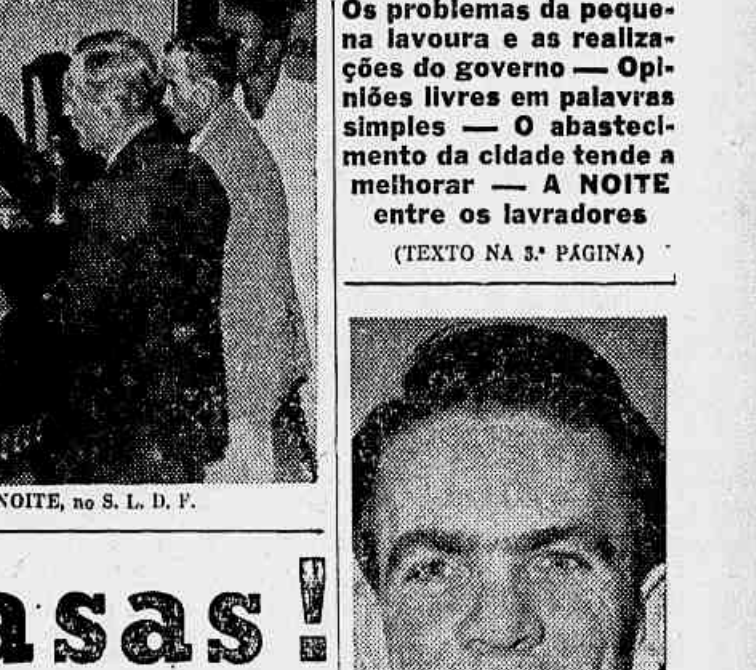 Os problemas da peque-
na lavoura e as realiza-
ções do governo — Opi-
niões livres em palavras
simples — O abasteci-
mento da cidade tende a
melhorar — A NOITE
entre os lavradores
(TEXTO NA 3.ª PÁGINA)
NOITE, no S. L. D. F.
asas!